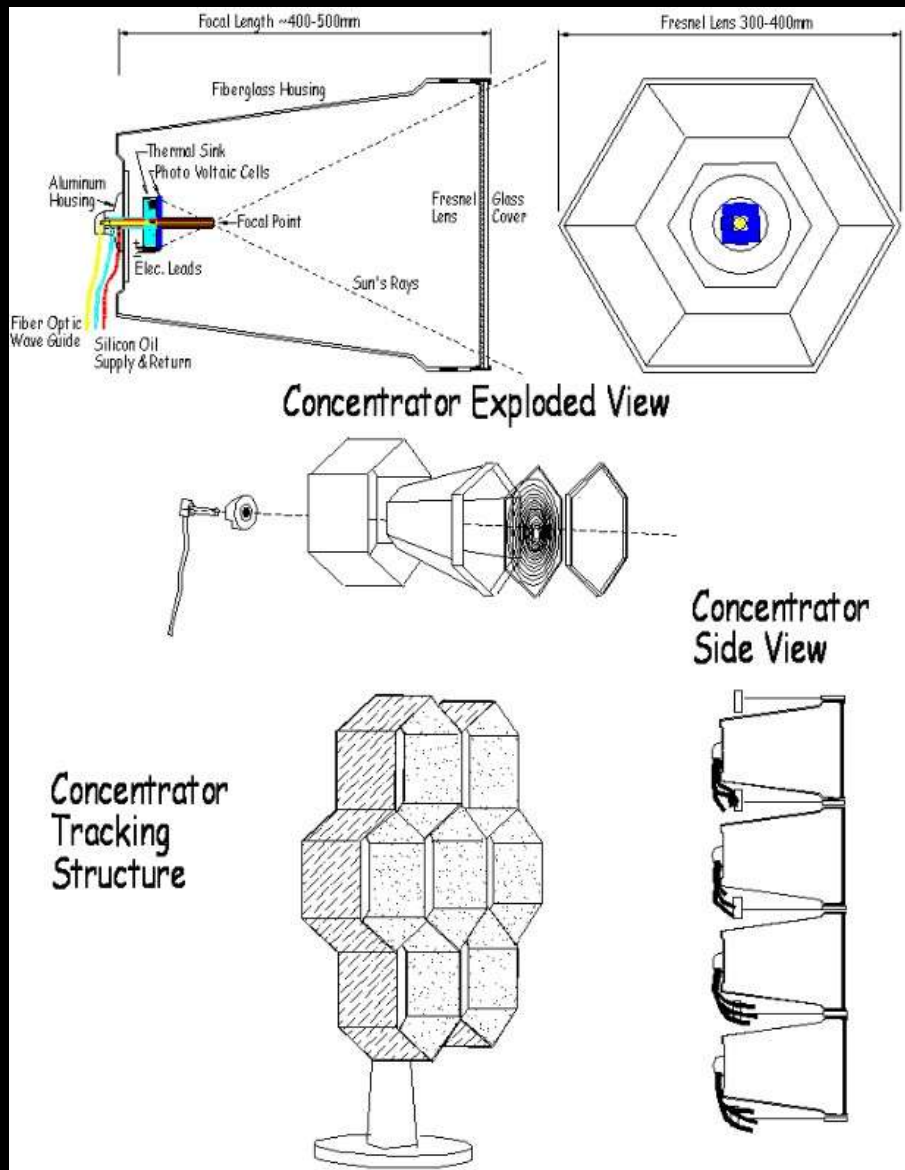 Focal Length ~400-500mm
Fresnel Lens 300-400mm
Fiberglass Housing
Thermal Sink
Photo Voltaic Cells
Aluminum
Housing
Fresnel
Lens
Glass
Cover
Focal Point
Elec. Leads
Sun's Rays
Fiber Optic
Wave Guide
Silicon Oil
Supply & Return
Concentrator Exploded View
Concentrator
Side View
Concentrator
Tracking
Structure